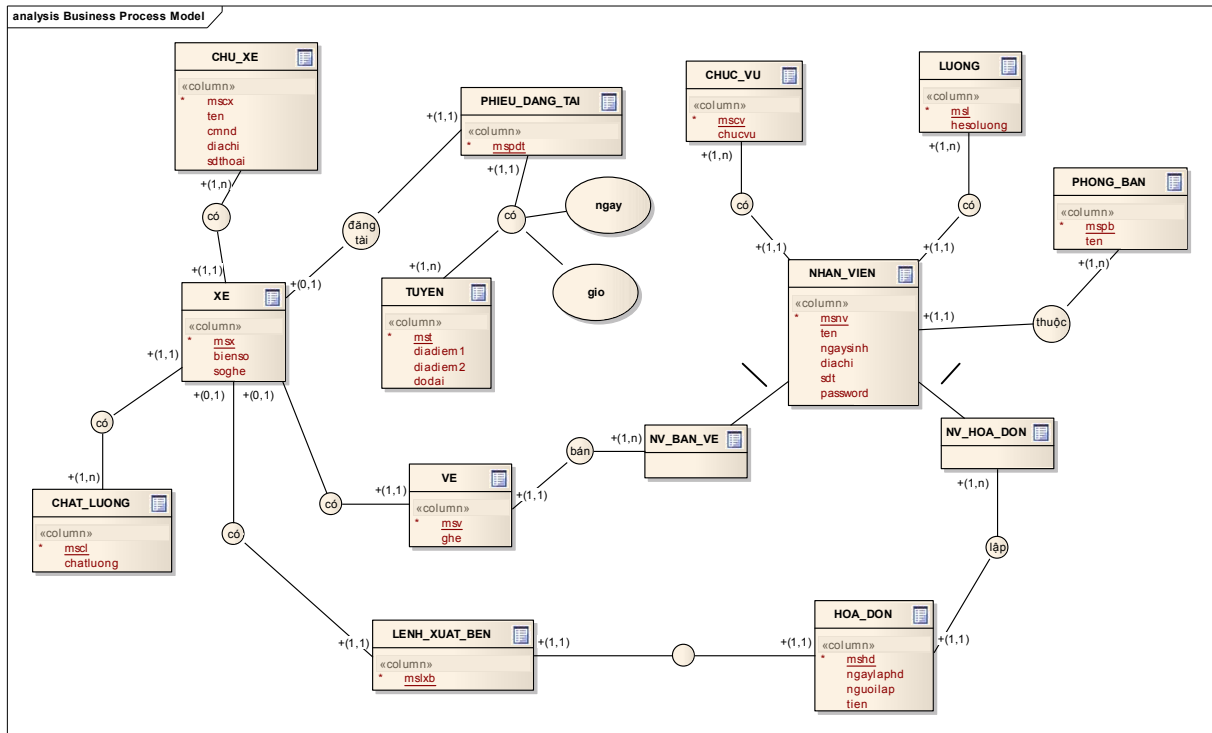 analysis Business Process Model
CHU_XE
«column»
* mscx
ten
cmnd
diachi
sdthoai
+(1,n)
có
+(1,1)
PHIEU_DANG_TAI
«column»
* mspdt
+(1,1)
+(1,1)
đăng
tài
+(0,1)
có
ngay
gio
+(1,n)
TUYEN
«column»
* mst
diadiem1
diadiem2
dodai
CHUC_VU
«column»
* mscv
chucvu
+(1,n)
có
+(1,1)
LUONG
«column»
* msl
hesoluong
+(1,n)
có
+(1,1)
PHONG_BAN
«column»
* mspb
ten
+(1,n)
thuộc
+(1,1)
NHAN_VIEN
«column»
* msnv
ten
ngaysinh
diachi
sdt
password
XE
«column»
* msx
bienso
soghe
+(1,1)
+(0,1)
+(0,1)
có
+(1,n)
CHAT_LUONG
«column»
* mscl
chatluong
có
+(1,1)
VE
«column»
* msv
ghe
+(1,1)
bán
+(1,n)
NV_BAN_VE
NV_HOA_DON
+(1,n)
lập
+(1,1)
có
+(1,1)
LENH_XUAT_BEN
«column»
* mslxb
+(1,1)
+(1,1)
HOA_DON
«column»
* mshd
ngaylaphd
nguoilap
tien